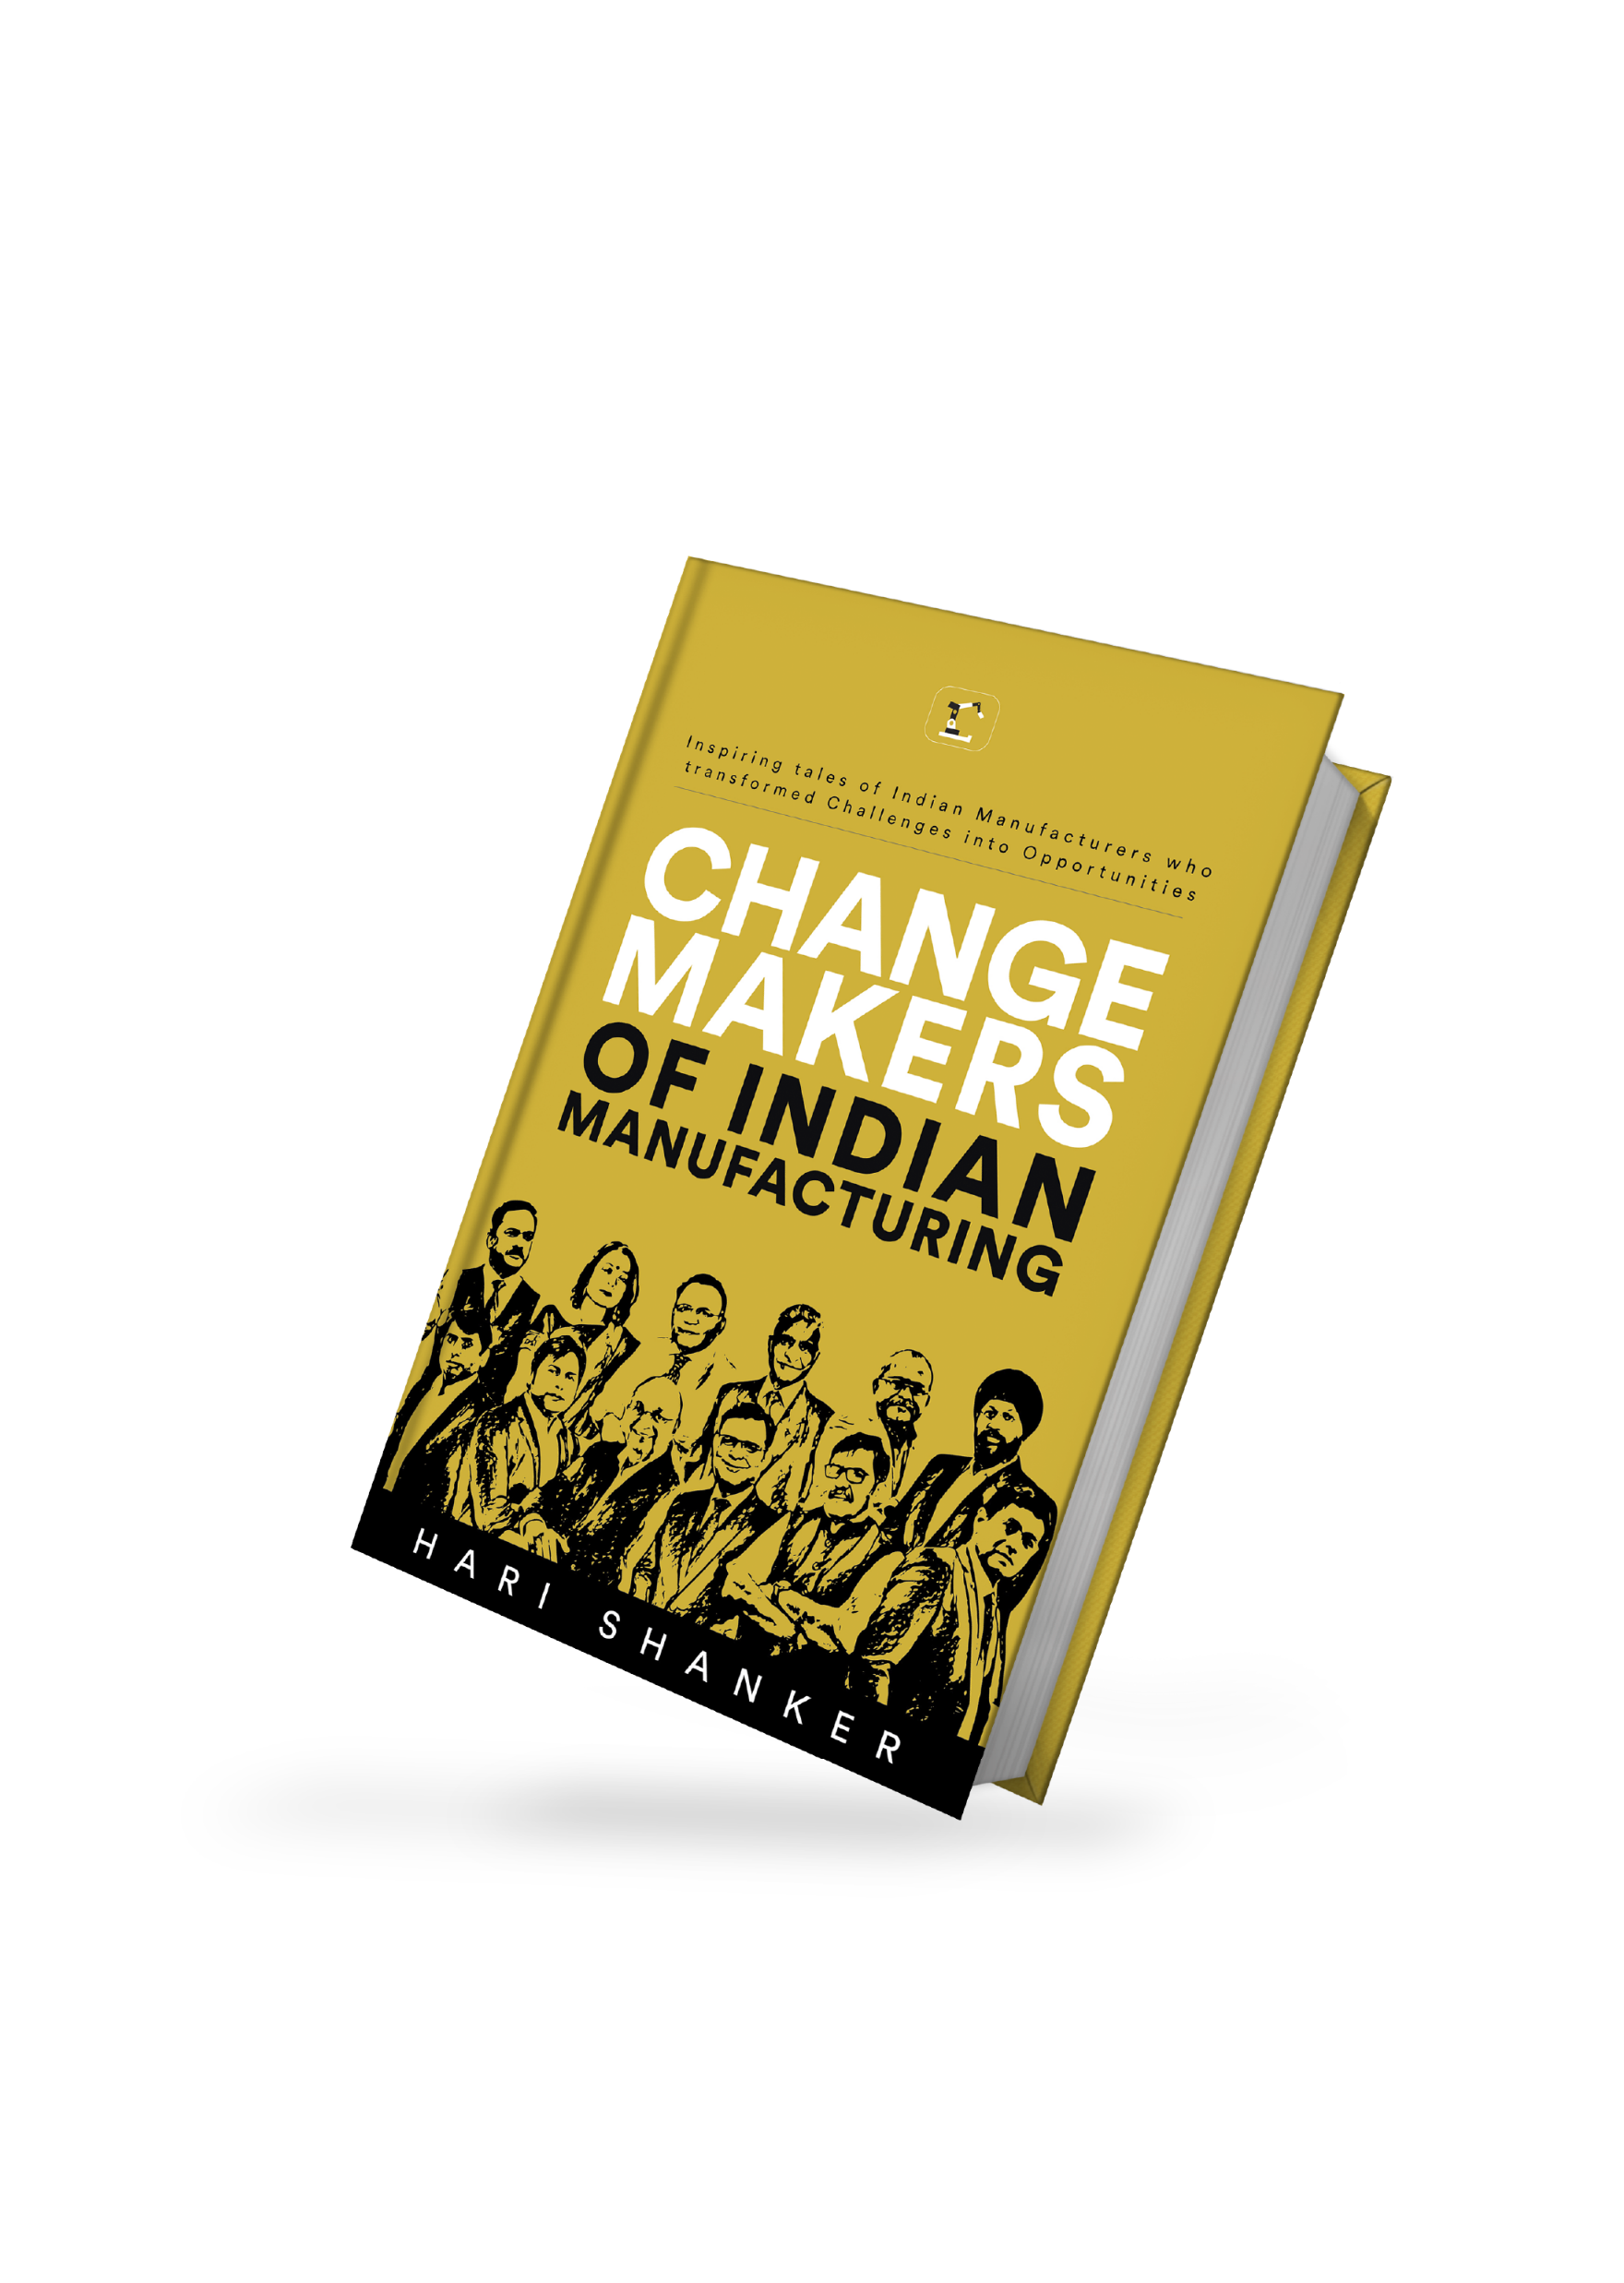 Inspiring tales of Indian Manufacturers who
transformed Challenges into Opportunities
CHANGE
MAKERS
OF INDIAN
MANUFACTURING
HARI SHANKER